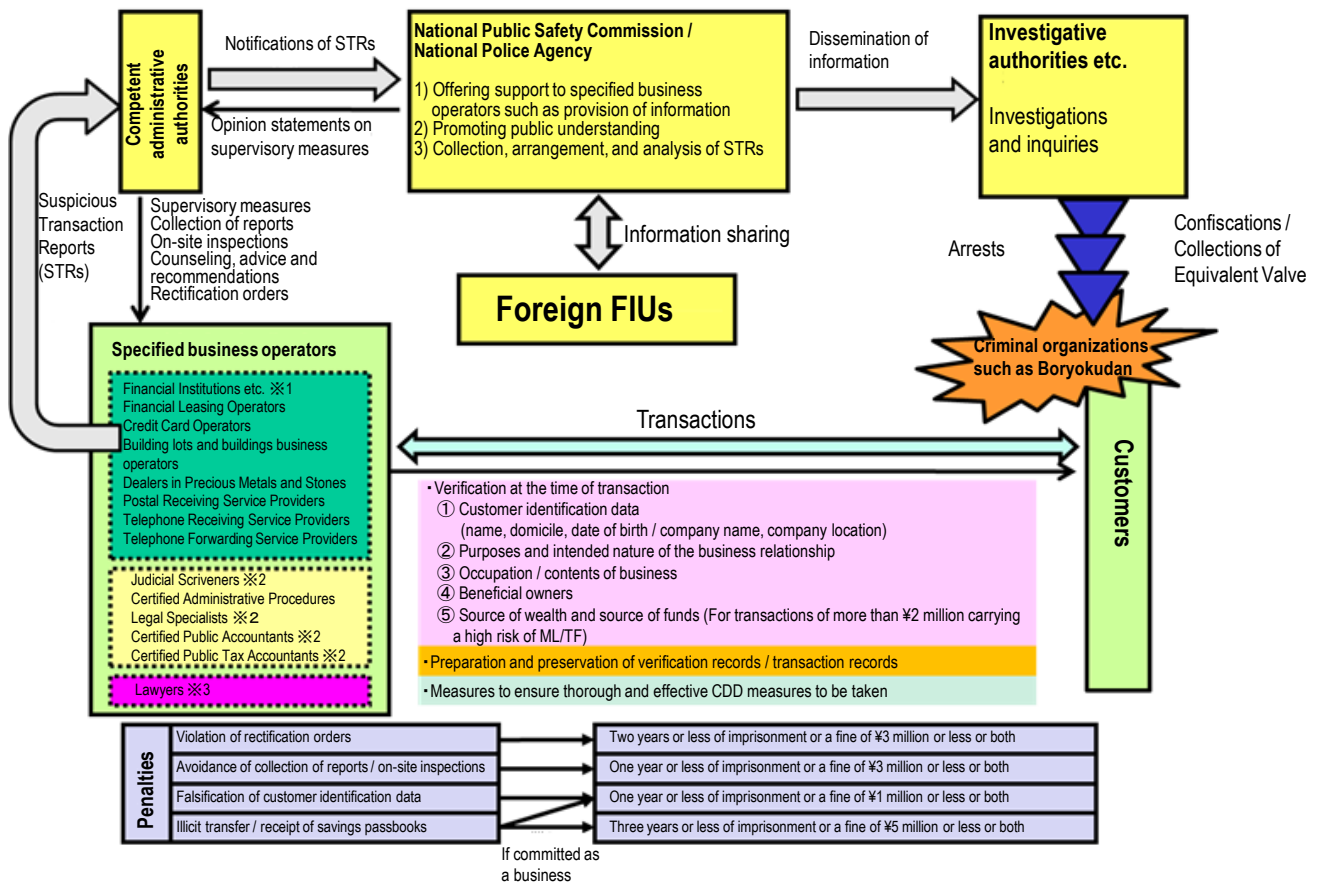 Competent
administrative
authorities
Notifications of STRs
Opinion statements on
supervisory measures
National Public Safety Commission /
National Police Agency
1) Offering support to specified business
operators such as provision of information
2) Promoting public understanding
3) Collection, arrangement, and analysis of STRs
Dissemination of
information
Investigative
authorities etc.
Investigations
and inquiries
Suspicious
Transaction
Reports
(STRs)
Supervisory measures
Collection of reports
On-site inspections
Counseling, advice and
recommendations
Rectification orders
Information sharing
Foreign FIUs
Arrests
Confiscations /
Collections of
Equivalent Valve
Criminal organizations
such as Boryokudan
Specified business operators
Financial Institutions etc. ※1
Financial Leasing Operators
Credit Card Operators
Building lots and buildings business
operators
Dealers in Precious Metals and Stones
Postal Receiving Service Providers
Telephone Receiving Service Providers
Telephone Forwarding Service Providers
Judicial Scriveners ※2
Certified Administrative Procedures
Legal Specialists ※2
Certified Public Accountants ※2
Certified Public Tax Accountants ※2
Lawyers ※3
Transactions
・Verification at the time of transaction
① Customer identification data
(name, domicile, date of birth / company name, company location)
② Purposes and intended nature of the business relationship
③ Occupation / contents of business
④ Beneficial owners
⑤ Source of wealth and source of funds (For transactions of more than ¥2 million carrying
a high risk of ML/TF)
・Preparation and preservation of verification records / transaction records
・Measures to ensure thorough and effective CDD measures to be taken
Customers
Penalties
Violation of rectification orders
Two years or less of imprisonment or a fine of ¥3 million or less or both
Avoidance of collection of reports / on-site inspections
One year or less of imprisonment or a fine of ¥3 million or less or both
Falsification of customer identification data
One year or less of imprisonment or a fine of ¥1 million or less or both
Illicit transfer / receipt of savings passbooks
Three years or less of imprisonment or a fine of ¥5 million or less or both
If committed as
a business